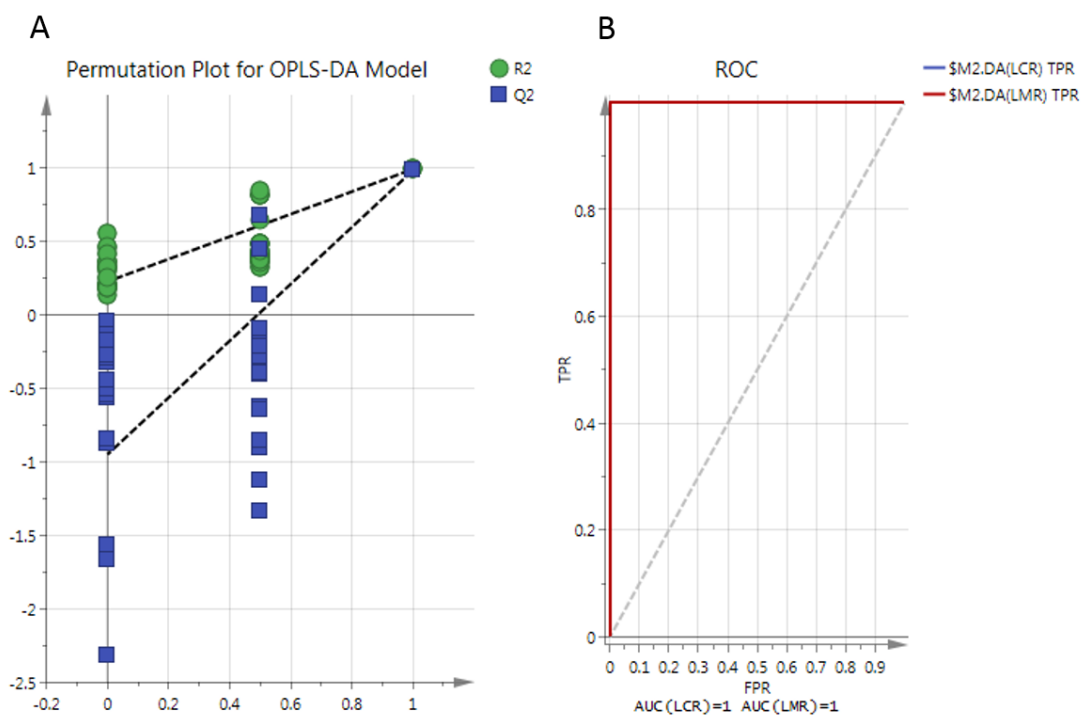 A
Permutation Plot for OPLS-DA Model
R2
Q2
1
0.5
0
-0.5
-1
-1.5
-2
-2.5
-0.2 0 0.2 0.4 0.6 0.8 1
B
ROC
$M2.DA(LCR) TPR
$M2.DA(LMR) TPR
TPR
0.8
0.6
0.4
0.2
0
0 0.1 0.2 0.3 0.4 0.5 0.6 0.7 0.8 0.9
FPR
AUC(LCR)=1 AUC(LMR)=1